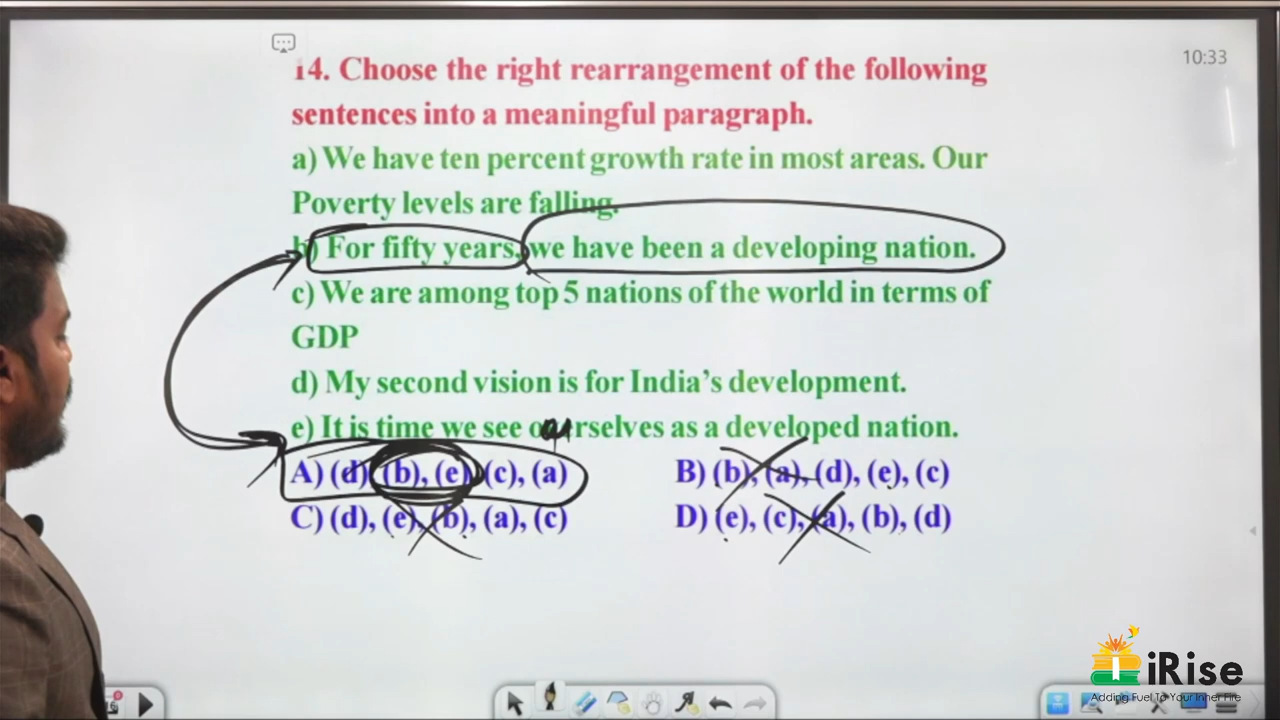 10:33
14. Choose the right rearrangement of the following
sentences into a meaningful paragraph.
a) We have ten percent growth rate in most areas. Our
Poverty levels are falling.
b) For fifty years, we have been a developing nation.
c) We are among top 5 nations of the world in terms of
GDP
d) My second vision is for India's development.
e) It is time we see ourselves as a developed nation.
A) (d), (b), (e), (c), (a) B) (b), (a), (d), (e), (c)
C) (d), (e), (b), (a), (c) D) (e), (c), (a), (b), (d)
iRise
Adding Fuel To Your Inner Fire